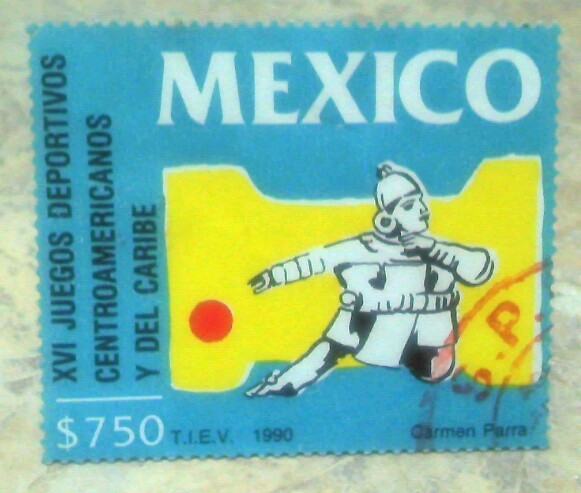 MEXICO
XVI JUEGOS DEPORTIVOS
CENTROAMERICANOS
Y DEL CARIBE
$750
T.I.E.V. 1990
Carmen Parra
S.P.